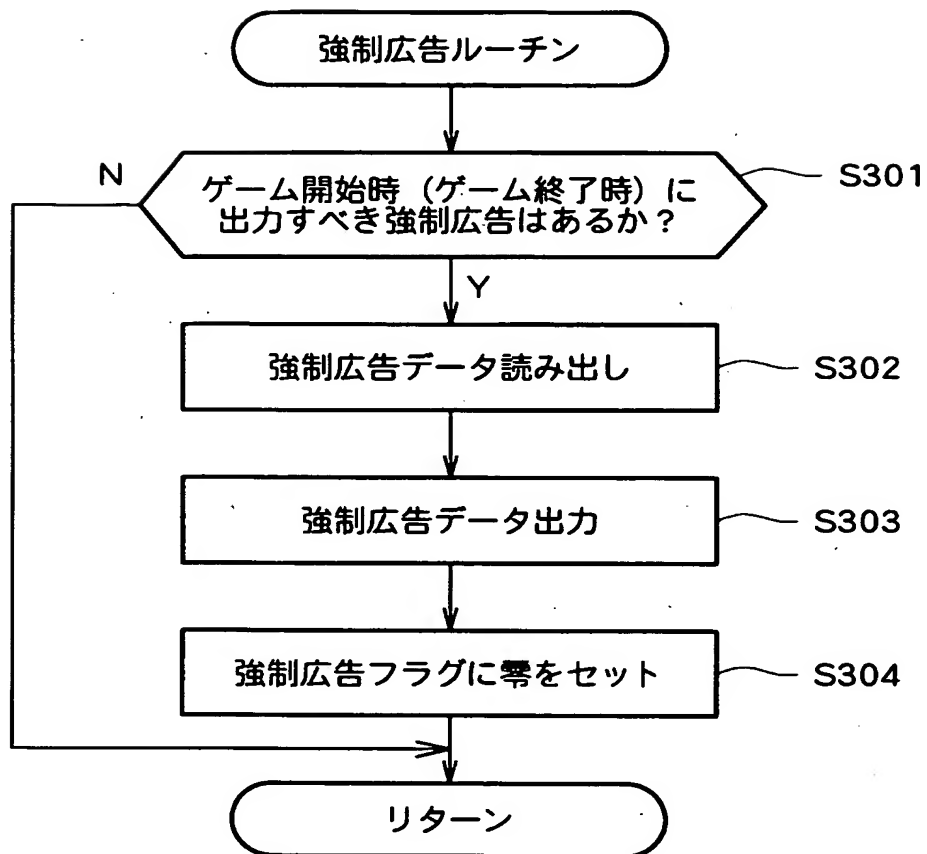 強制広告ルーチン
N
ゲーム開始時（ゲーム終了時）に
出力すべき強制広告はあるか？
S301
Y
強制広告データ読み出し
S302
強制広告データ出力
S303
強制広告フラグに零をセット
S304
リターン